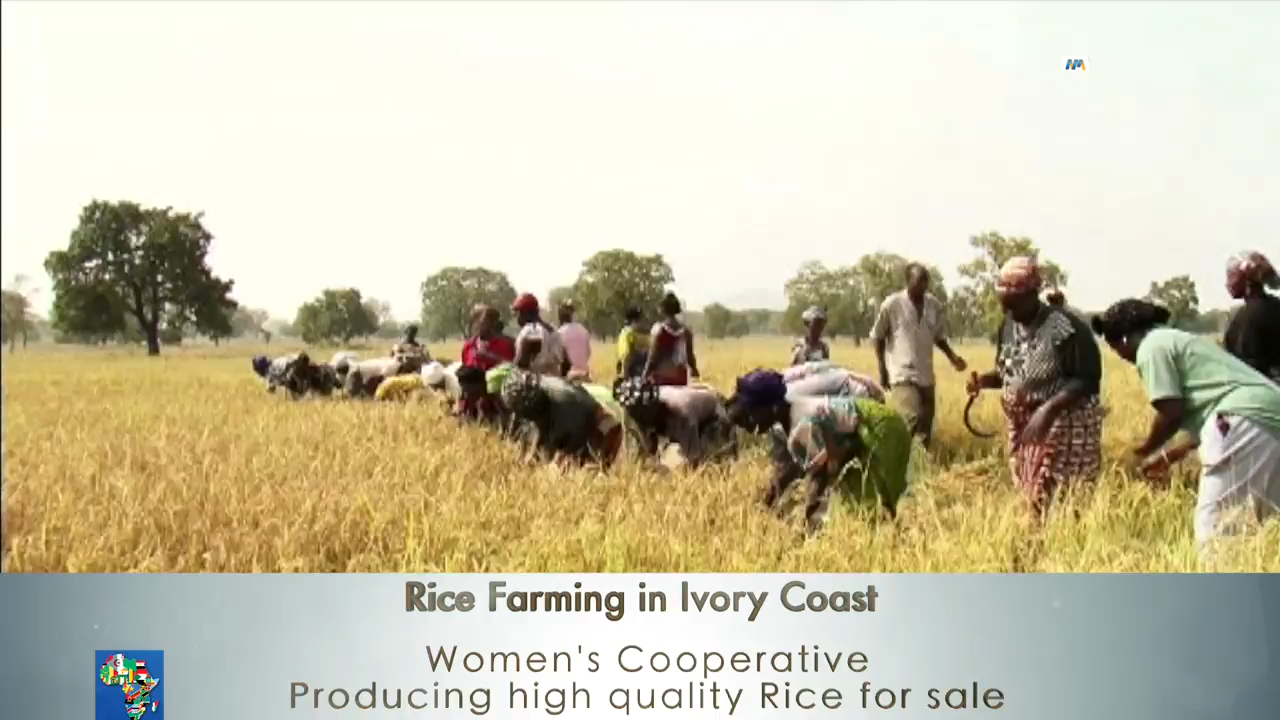 Rice Farming in Ivory Coast
Women's Cooperative
Producing high quality Rice for sale